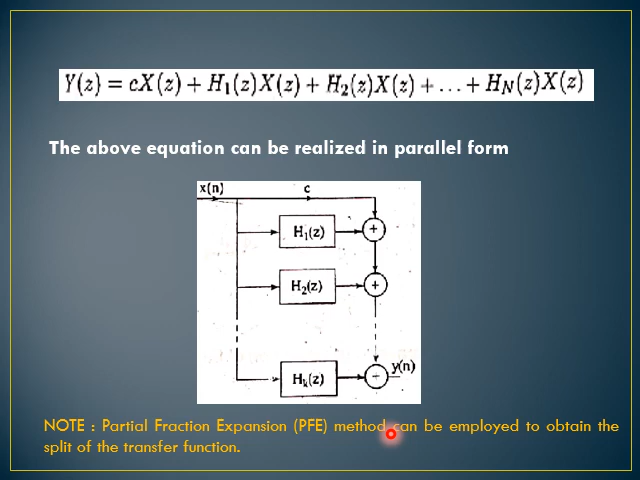 Y(z) = cX(z) + H₁(z)X(z) + H₂(z)X(z) + ... + H_N(z)X(z)
The above equation can be realized in parallel form
x(n) c
H₁(z) +
H₂(z) +
y(n)
Hₖ(z) +
NOTE : Partial Fraction Expansion (PFE) method can be employed to obtain the
split of the transfer function.